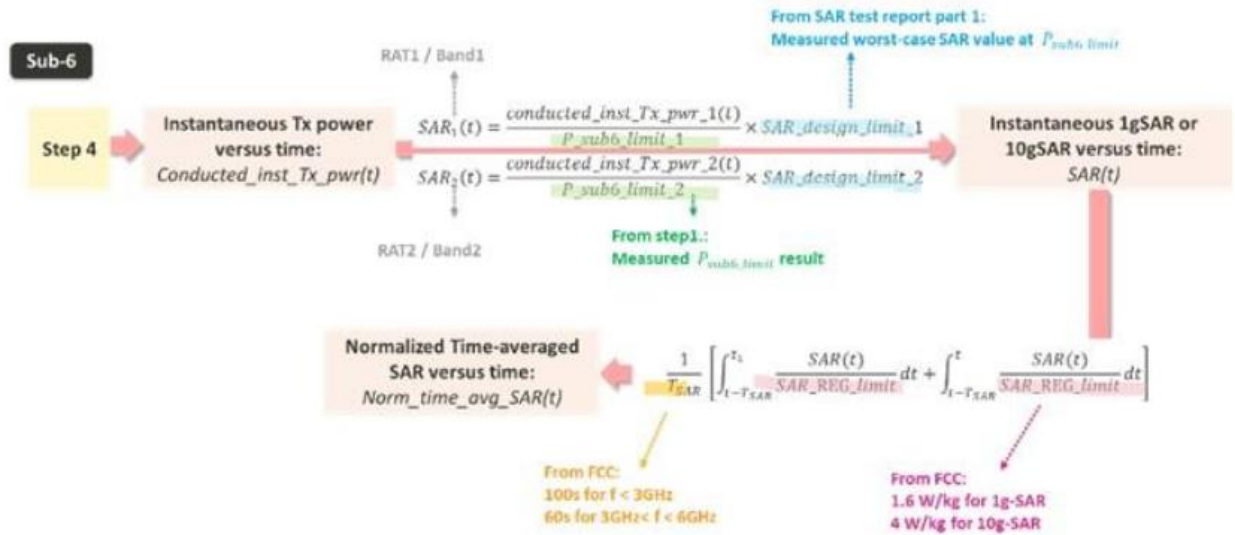 From SAR test report part 1:
Measured worst-case SAR value at P_sub6_limit
Sub-6
RAT1 / Band1
Step 4
Instantaneous Tx power
versus time:
Conducted_inst_Tx_pwr(t)
SAR₁(t) = conducted_inst_Tx_pwr_1(t) / P_sub6_limit_1 × SAR_design_limit_1
SAR₂(t) = conducted_inst_Tx_pwr_2(t) / P_sub6_limit_2 × SAR_design_limit_2
Instantaneous 1gSAR or
10gSAR versus time:
SAR(t)
RAT2 / Band2
From step1.:
Measured P_sub6_limit result
Normalized Time-averaged
SAR versus time:
Norm_time_avg_SAR(t)
1/T_SAR [∫_{t−T_SAR}^{t₁} SAR(t)/SAR_REG_limit dt + ∫_{t−T_SAR}^{t} SAR(t)/SAR_REG_limit dt]
From FCC:
100s for f < 3GHz
60s for 3GHz< f < 6GHz
From FCC:
1.6 W/kg for 1g-SAR
4 W/kg for 10g-SAR